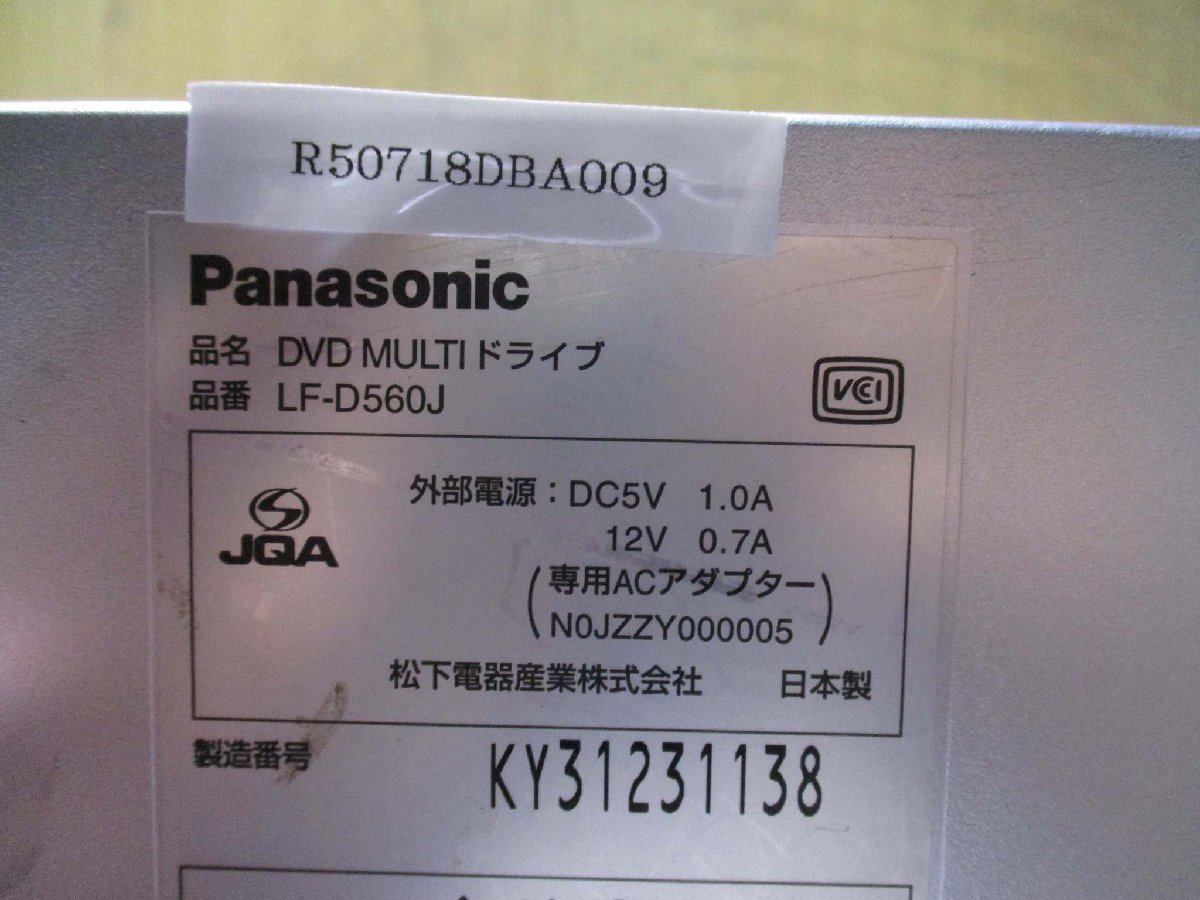 R50718DBA009
Panasonic
品名 DVD MULTIドライブ
品番 LF-D560J
VCCI
JQA
外部電源：DC5V 1.0A
12V 0.7A
(専用ACアダプター
N0JZZY000005)
松下電器産業株式会社 日本製
製造番号 KY31231138